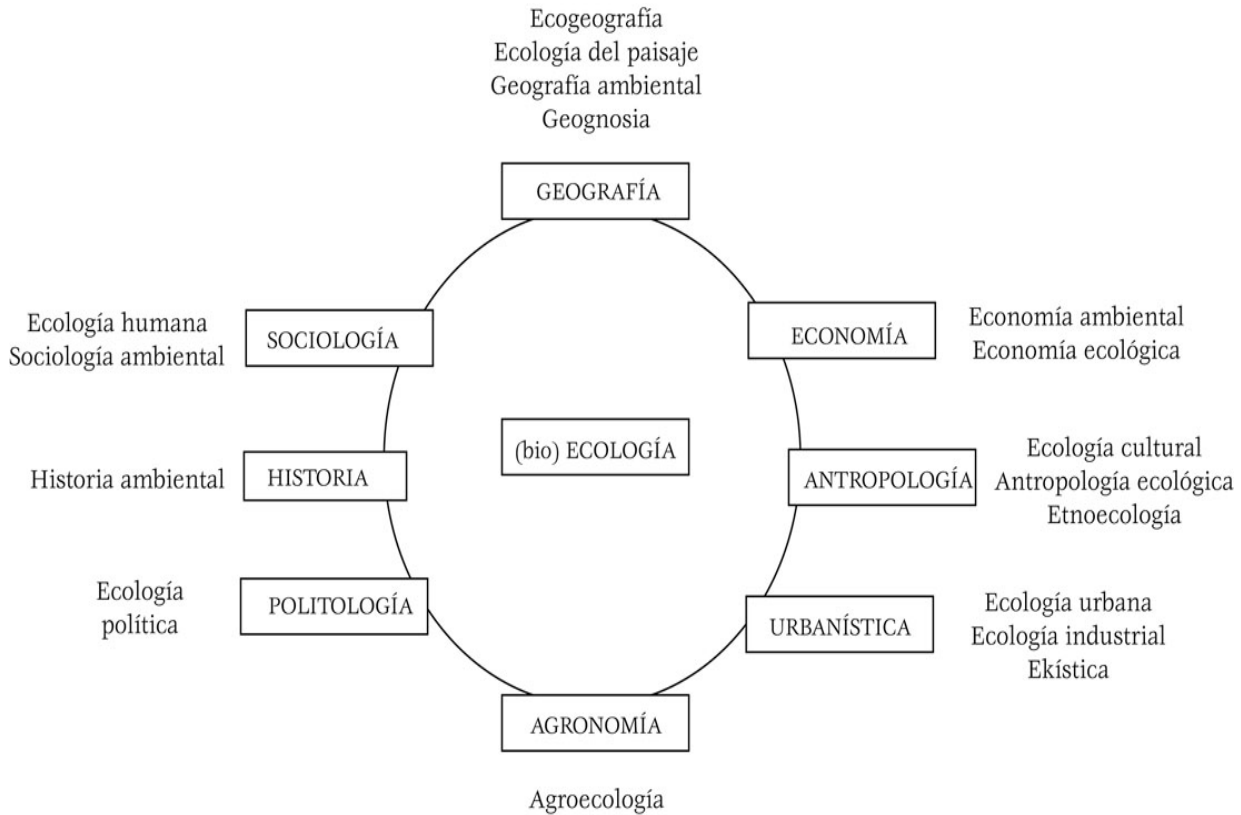 Ecogeografía
Ecología del paisaje
Geografía ambiental
Geognosia
GEOGRAFÍA
Ecología humana
Sociología ambiental
SOCIOLOGÍA
ECONOMÍA
Economía ambiental
Economía ecológica
(bio) ECOLOGÍA
Historia ambiental
HISTORIA
ANTROPOLOGÍA
Ecología cultural
Antropología ecológica
Etnoecología
Ecología
política
POLITOLOGÍA
URBANÍSTICA
Ecología urbana
Ecología industrial
Ekística
AGRONOMÍA
Agroecología